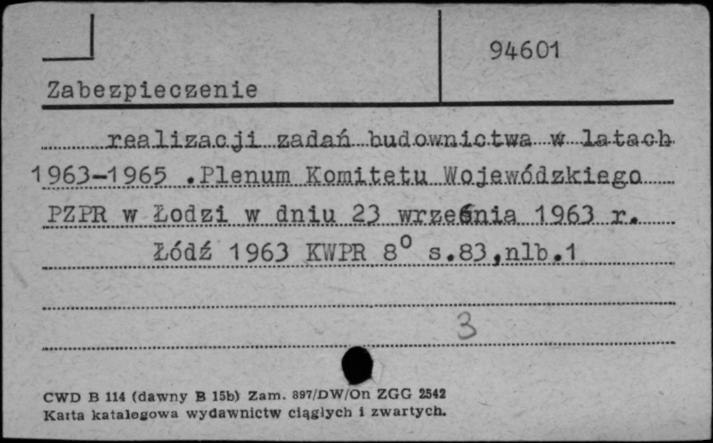 94601
Zabezpieczenie
realizacji zadań budownictwa w latach
1963-1965 .Plenum Komitetu Wojewódzkiego
PZPR w Łodzi w dniu 23 września 1963 r.
Łódź 1963 KWPR 8° s.83,nlb.1
3
CWD B 114 (dawny B 15b) Zam. 897/DW/On ZGG 2542
Karta katalogowa wydawnictw ciągłych i zwartych.